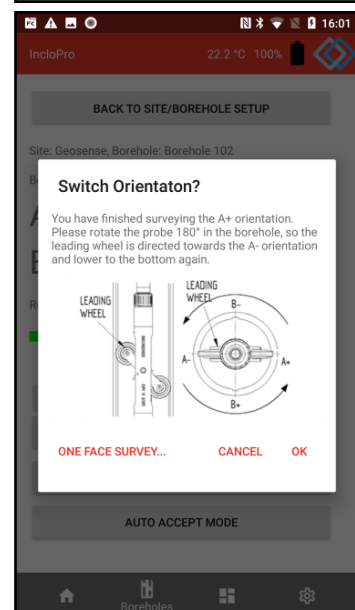 16:01
IncloPro 22.2 °C 100%
BACK TO SITE/BOREHOLE SETUP
Site: Geosense, Borehole: Borehole 102
Switch Orientaton?
You have finished surveying the A+ orientation.
Please rotate the probe 180° in the borehole, so the
leading wheel is directed towards the A- orientation
and lower to the bottom again.
LEADING
WHEEL
GEOSENSE
LEADING
WHEEL
B-
A-
A+
B+
ONE FACE SURVEY... CANCEL OK
AUTO ACCEPT MODE
Boreholes